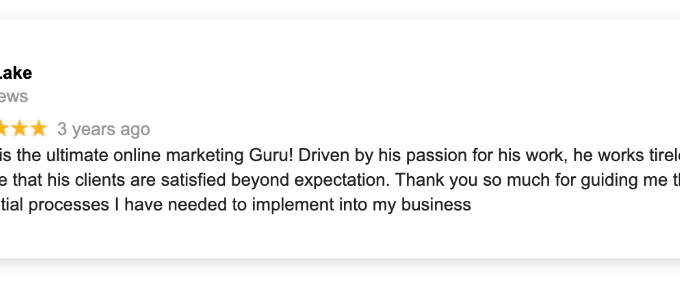 Lake
ews
3 years ago
is the ultimate online marketing Guru! Driven by his passion for his work, he works
e that his clients are satisfied beyond expectation. Thank you so much for guiding me
tial processes I have needed to implement into my business